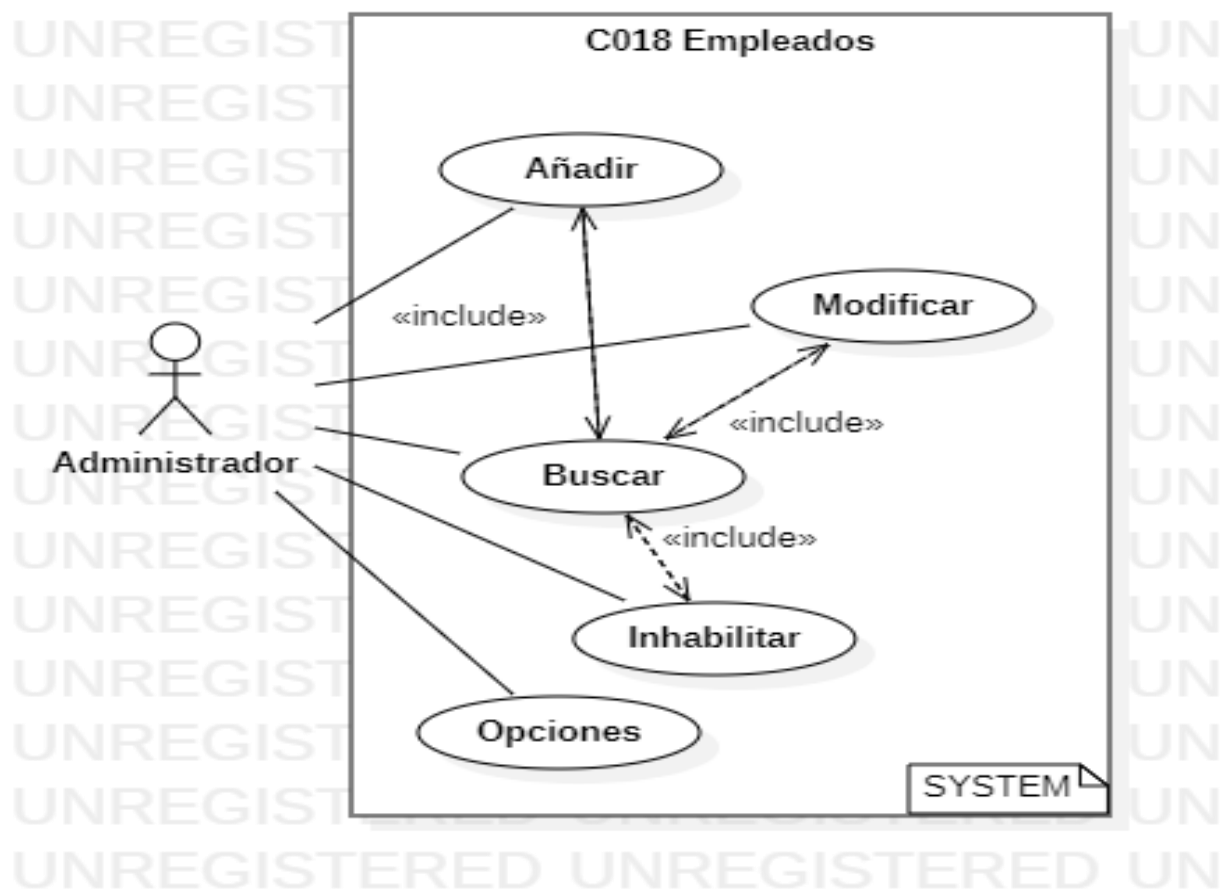 C018 Empleados
Añadir
«include»
Modificar
«include»
Administrador
Buscar
«include»
Inhabilitar
Opciones
SYSTEM
UNREGISTERED UNREGISTERED UN